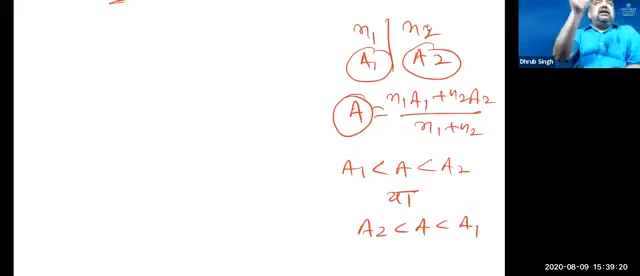 n1 | n2
A1 | A2
A = n1A1 + n2A2 / n1 + n2
A1 < A < A2
या
A2 < A < A1
Dhrub Singh
2020-08-09 15:39:20